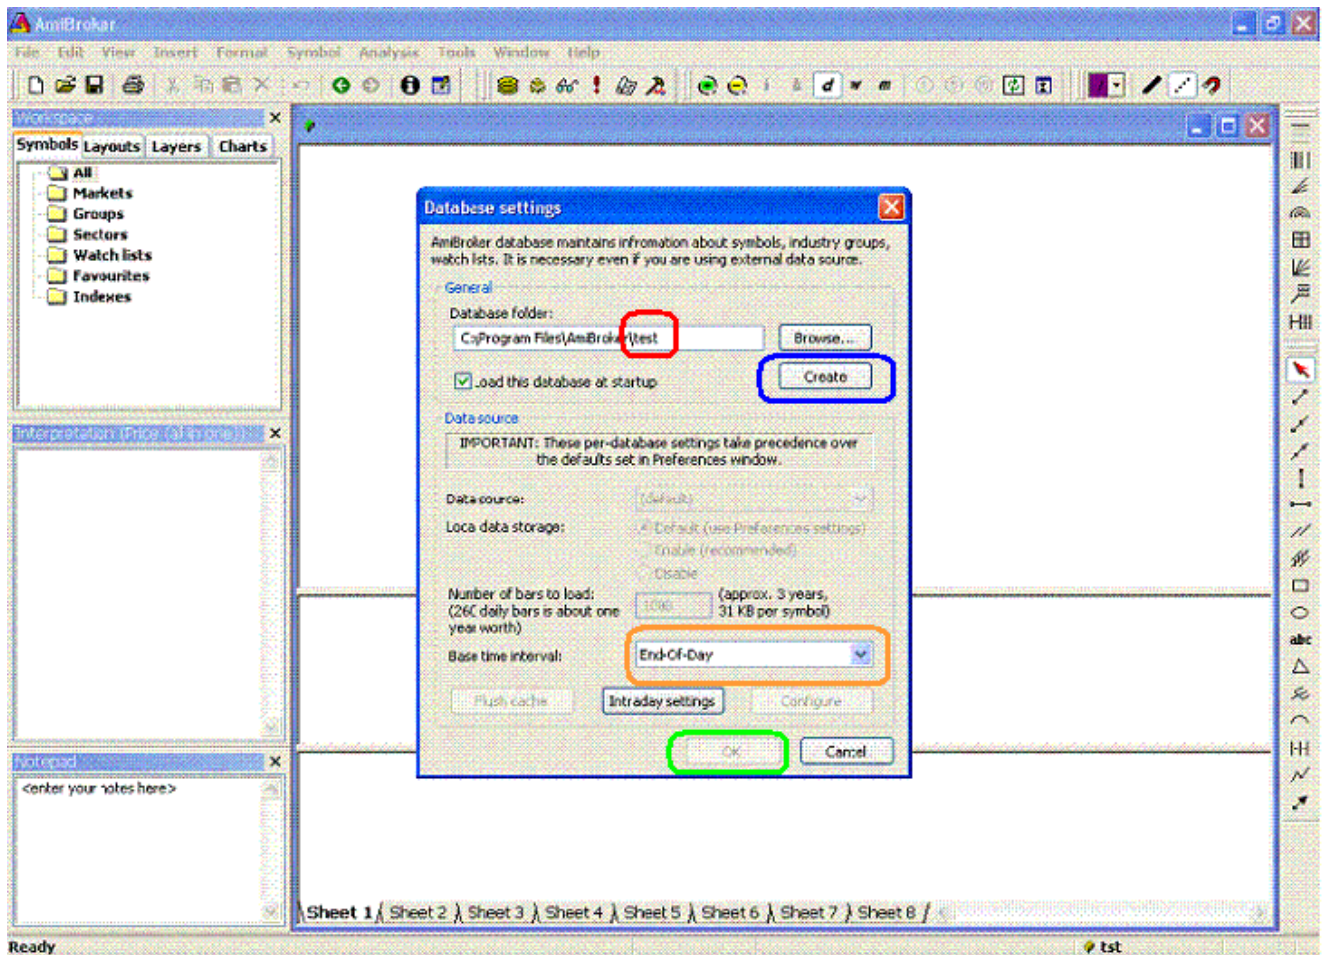 AmiBroker
File Edit View Insert Format Symbol Analysis Tools Window Help
d w m
Workspace
Symbols Layouts Layers Charts
All
Markets
Groups
Sectors
Watch lists
Favourites
Indexes
Database settings
AmiBroker database maintains infromation about symbols, industry groups,
watch lists. It is necessary even if you are using external data source.
General
Database folder:
C:\Program Files\AmiBroker\test
Browse...
Load this database at startup
Create
Data source
IMPORTANT: These per-database settings take precedence over
the defaults set in Preferences window.
Data source:
(default)
Local data storage:
Default (use Preferences settings)
Enable (recommended)
Disable
Number of bars to load:
(260 daily bars is about one
year worth)
(approx. 3 years,
31 KB per symbol)
Base time interval:
End-Of-Day
Flush cache
Intraday settings
Configure
OK
Cancel
Notepad
<enter your notes here>
abc
Sheet 1 Sheet 2 Sheet 3 Sheet 4 Sheet 5 Sheet 6 Sheet 7 Sheet 8
Ready
tst